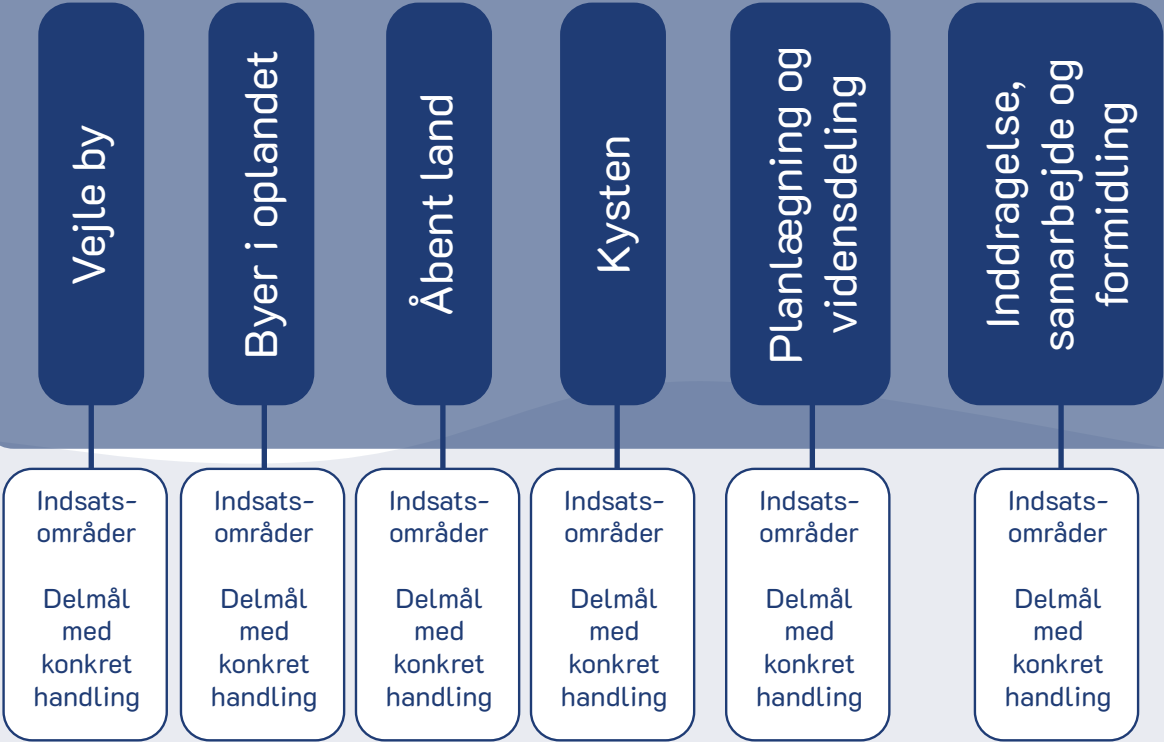 Vejle by
Byer i oplandet
Åbent land
Kysten
Planlægning og
vidensdeling
Inddragelse,
samarbejde og
formidling
Indsats-
områder
Delmål
med
konkret
handling
Indsats-
områder
Delmål
med
konkret
handling
Indsats-
områder
Delmål
med
konkret
handling
Indsats-
områder
Delmål
med
konkret
handling
Indsats-
områder
Delmål
med
konkret
handling
Indsats-
områder
Delmål
med
konkret
handling